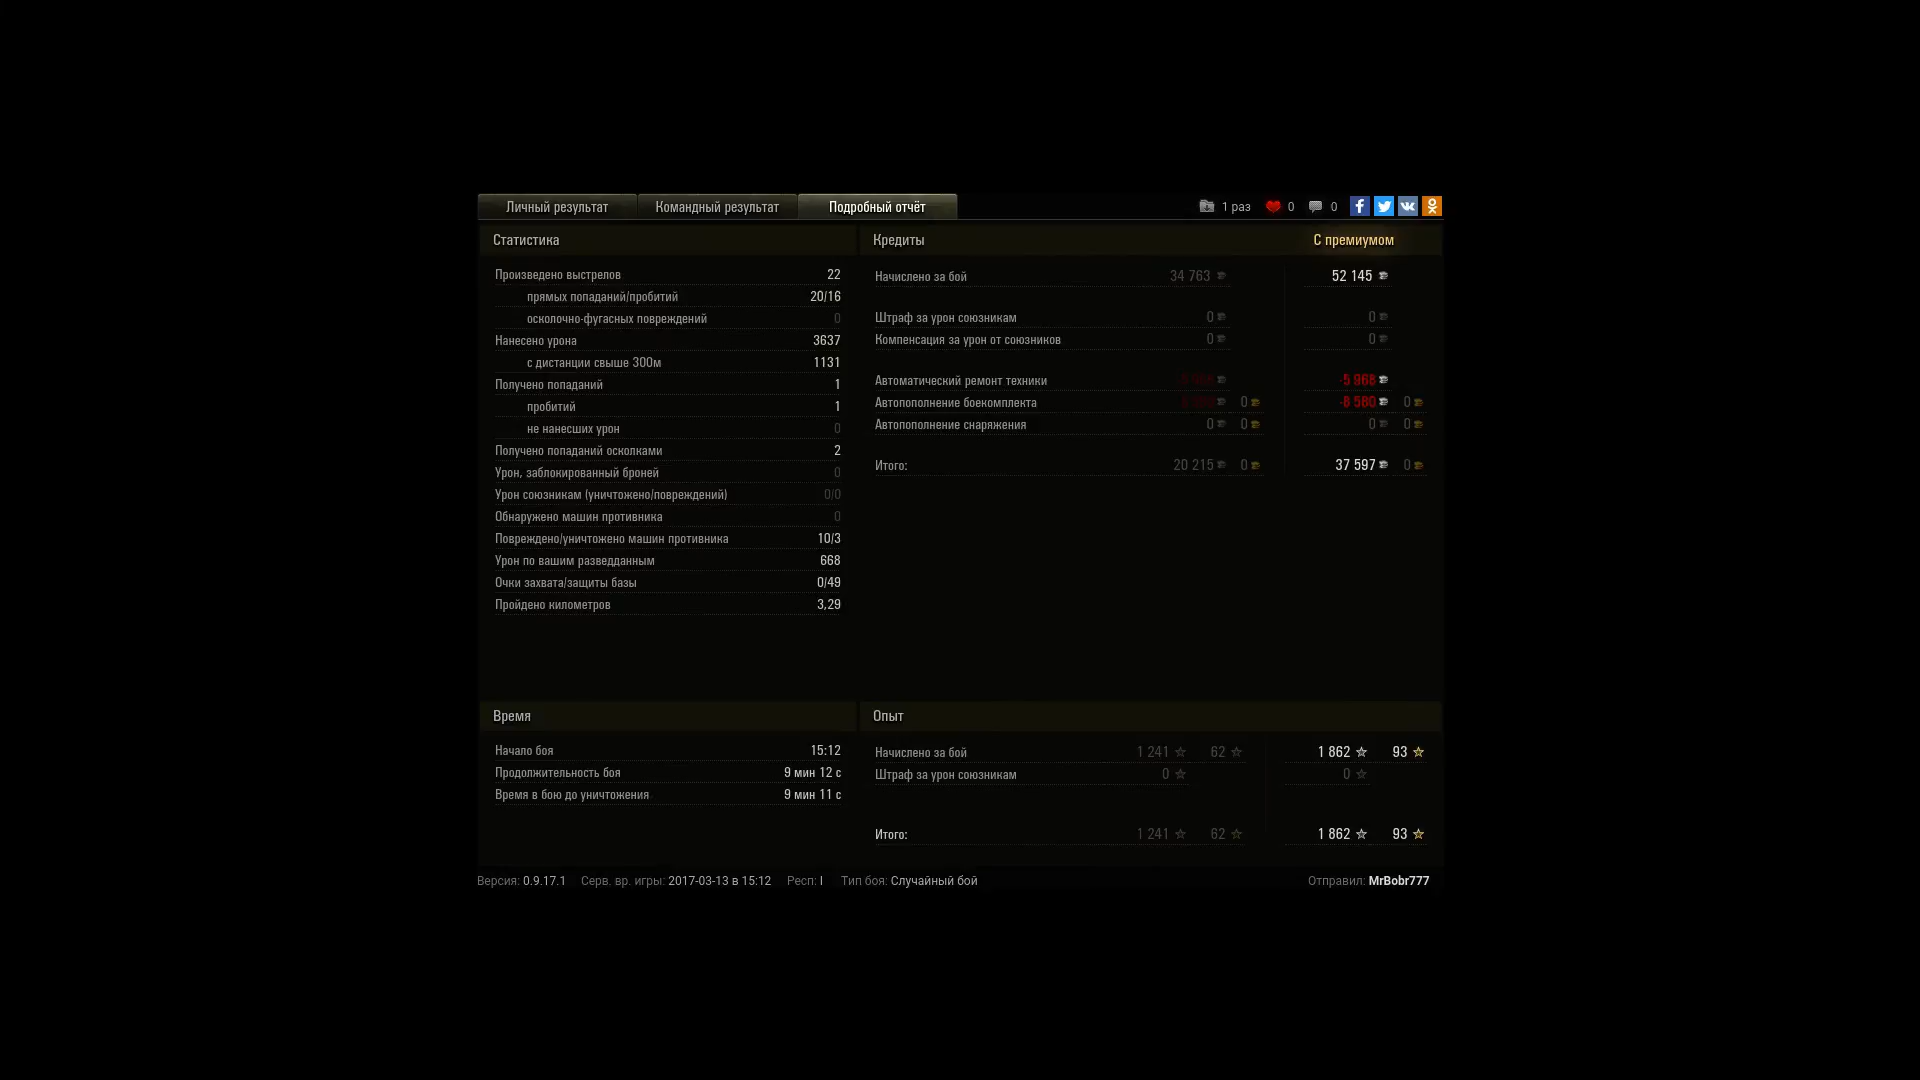 Личный результат Командный результат Подробный отчёт 1 раз 0 0
Статистика
Произведено выстрелов 22
прямых попаданий/пробитий 20/16
осколочно-фугасных повреждений 0
Нанесено урона 3637
с дистанции свыше 300м 1131
Получено попаданий 1
пробитий 1
не нанесших урон 0
Получено попаданий осколками 2
Урон, заблокированный броней 0
Урон союзникам (уничтожено/повреждений) 0/0
Обнаружено машин противника 0
Повреждено/уничтожено машин противника 10/3
Урон по вашим разведданным 668
Очки захвата/защиты базы 0/49
Пройдено километров 3,29
Кредиты С премиумом
Начислено за бой 34 763 52 145
Штраф за урон союзникам 0 0
Компенсация за урон от союзников 0 0
Автоматический ремонт техники -5 968
Автопополнение боекомплекта 0 -8 580 0
Автопополнение снаряжения 0 0 0 0
Итого: 20 215 0 37 597 0
Время
Начало боя 15:12
Продолжительность боя 9 мин 12 с
Время в бою до уничтожения 9 мин 11 с
Опыт
Начислено за бой 1 241 62 1 862 93
Штраф за урон союзникам 0 0
Итого: 1 241 62 1 862 93
Версия: 0.9.17.1 Серв. вр. игры: 2017-03-13 в 15:12 Респ: I Тип боя: Случайный бой Отправил: MrBobr777